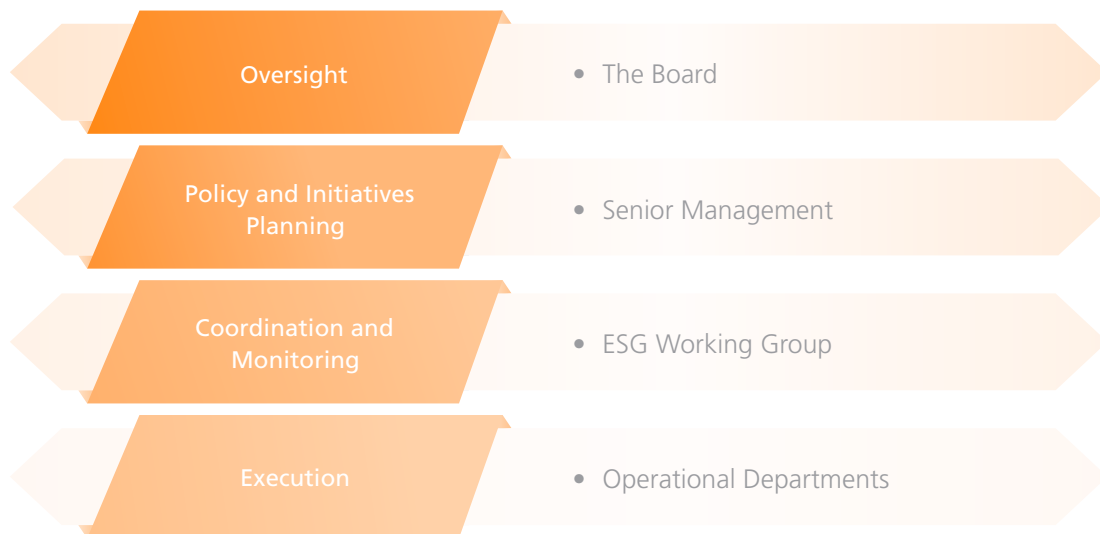 Oversight
• The Board
Policy and Initiatives
Planning
• Senior Management
Coordination and
Monitoring
• ESG Working Group
Execution
• Operational Departments